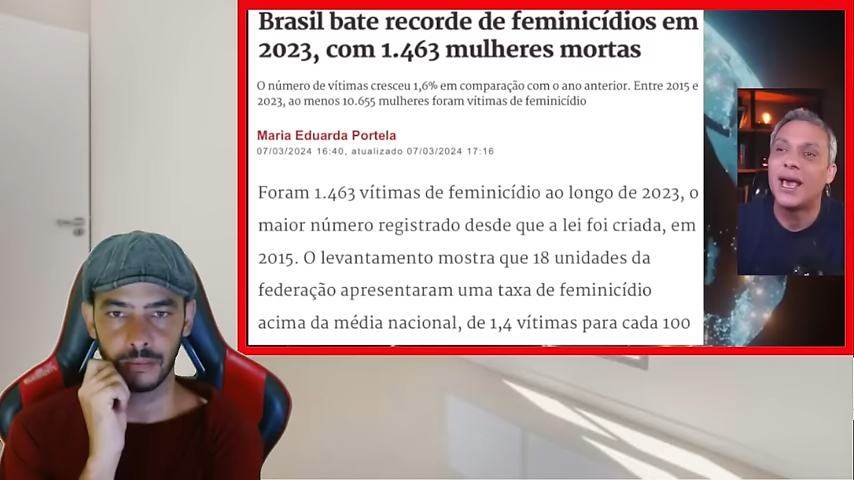 Brasil bate recorde de feminicídios em
2023, com 1.463 mulheres mortas
O número de vítimas cresceu 1,6% em comparação com o ano anterior. Entre 2015 e
2023, ao menos 10.655 mulheres foram vítimas de feminicídio
Maria Eduarda Portela
07/03/2024 16:40, atualizado 07/03/2024 17:16
Foram 1.463 vítimas de feminicídio ao longo de 2023, o
maior número registrado desde que a lei foi criada, em
2015. O levantamento mostra que 18 unidades da
federação apresentaram uma taxa de feminicídio
acima da média nacional, de 1,4 vítimas para cada 100